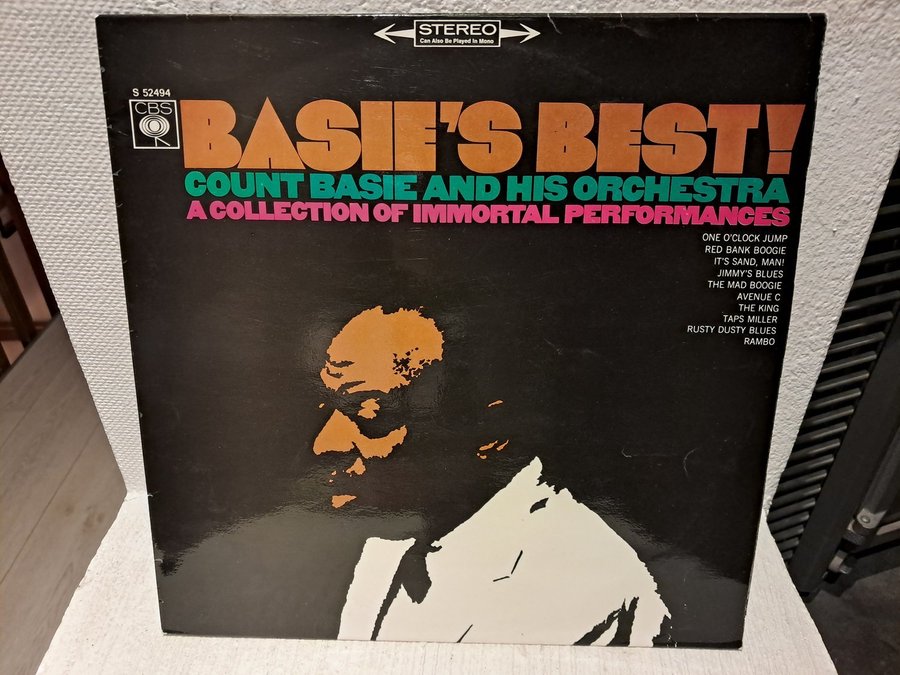 STEREO
Can Also Be Played In Mono
S 52494
CBS
BASIE'S BEST!
COUNT BASIE AND HIS ORCHESTRA
A COLLECTION OF IMMORTAL PERFORMANCES
ONE O'CLOCK JUMP
RED BANK BOOGIE
IT'S SAND, MAN!
JIMMY'S BLUES
THE MAD BOOGIE
AVENUE C
THE KING
TAPS MILLER
RUSTY DUSTY BLUES
RAMBO